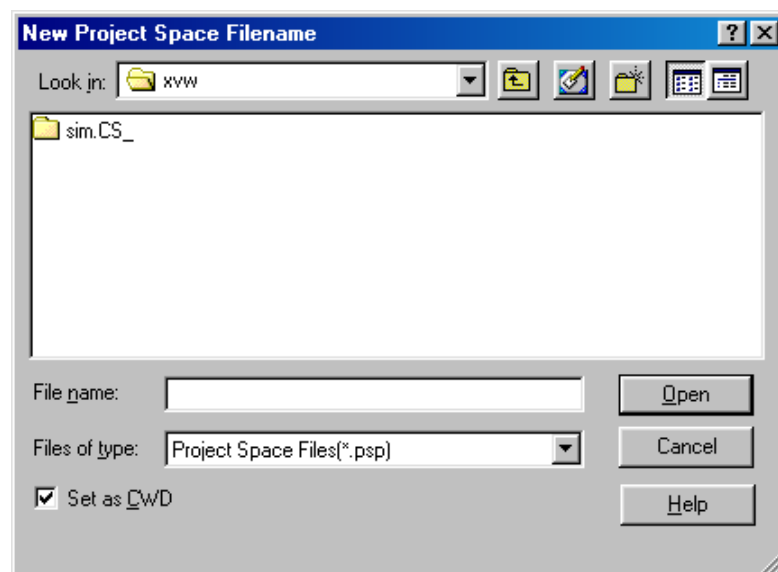 New Project Space Filename
Look in: xvw
sim.CS_
File name: Open
Files of type: Project Space Files(*.psp) Cancel
Set as CWD Help